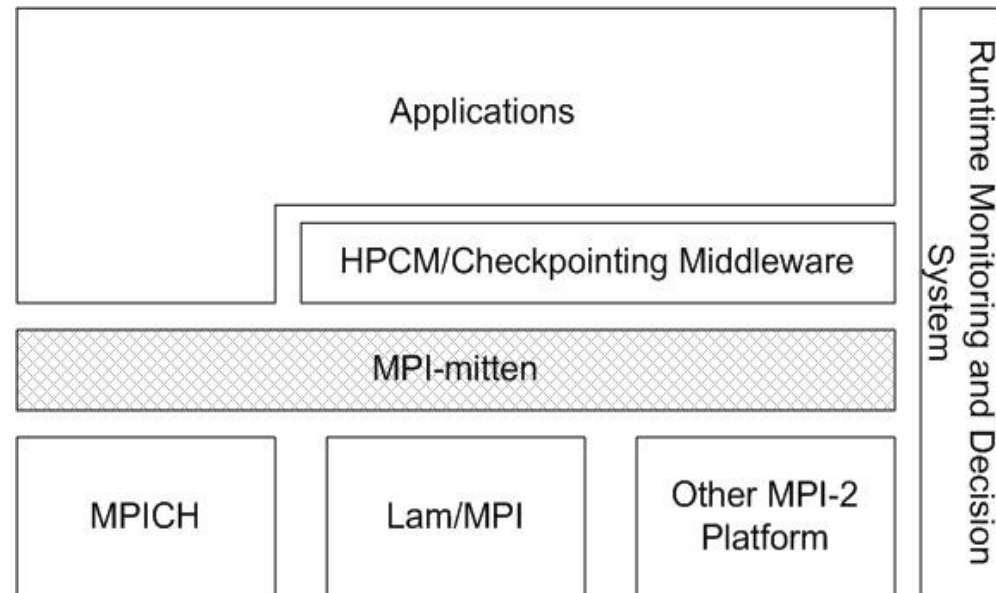 Applications
HPCM/Checkpointing Middleware
MPI-mitten
MPICH
Lam/MPI
Other MPI-2
Platform
Runtime Monitoring and Decision
System